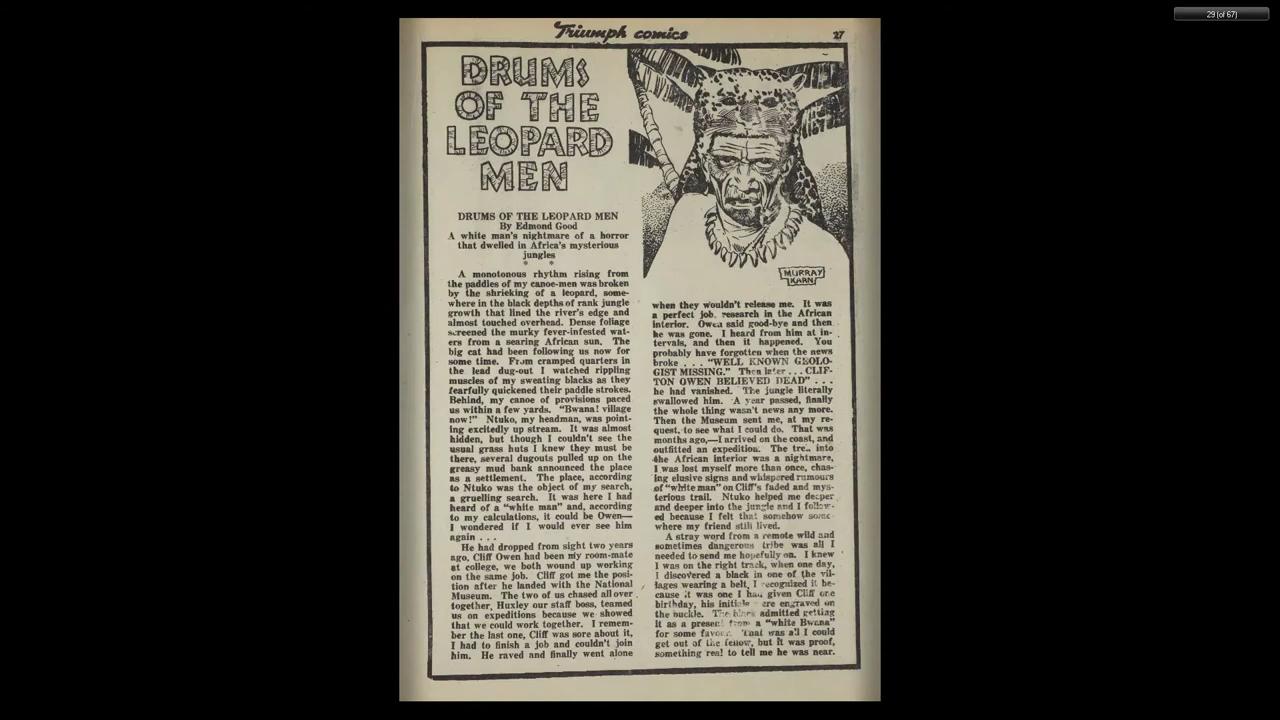 29 (of 67)
Triumph comics
27
DRUMS
OF THE
LEOPARD
MEN
DRUMS OF THE LEOPARD MEN
By Edmond Good
A white man's nightmare of a horror
that dwelled in Africa's mysterious
jungles
* *
A monotonous rhythm rising from
the paddles of my canoe-men was broken
by the shrieking of a leopard, some-
where in the black depths of rank jungle
growth that lined the river's edge and
almost touched overhead. Dense foliage
screened the murky fever-infested wat-
ers from a searing African sun. The
big cat had been following us now for
some time. From cramped quarters in
the lead dug-out I watched rippling
muscles of my sweating blacks as they
fearfully quickened their paddle strokes.
Behind, my canoe of provisions paced
us within a few yards. "Bwana! village
now!" Ntuko, my headman, was point-
ing excitedly up stream. It was almost
hidden, but though I couldn't see the
usual grass huts I knew they must be
there, several dugouts pulled up on the
greasy mud bank announced the place
as a settlement. The place, according
to Ntuko was the object of my search,
a gruelling search. It was here I had
heard of a "white man" and, according
to my calculations, it could be Owen—
I wondered if I would ever see him
again . . .
He had dropped from sight two years
ago, Cliff Owen had been my room-mate
at college, we both wound up working
on the same job. Cliff got me the posi-
tion after he landed with the National
Museum. The two of us chased all over
together, Huxley our staff boss, teamed
us on expeditions because we showed
that we could work together. I remem-
ber the last one, Cliff was sore about it,
I had to finish a job and couldn't join
him. He raved and finally went alone
MURRAY
KARN
when they wouldn't release me. It was
a perfect job, research in the African
interior. Owen said good-bye and then
he was gone. I heard from him at in-
tervals, and then it happened. You
probably have forgotten when the news
broke . . . "WELL KNOWN GEOLO-
GIST MISSING." Then later . . . CLIF-
TON OWEN BELIEVED DEAD" . . .
he had vanished. The jungle literally
swallowed him. A year passed, finally
the whole thing wasn't news any more.
Then the Museum sent me, at my re-
quest, to see what I could do. That was
months ago,—I arrived on the coast, and
outfitted an expedition. The into
the African interior was a nightmare,
I was lost myself more than once, chas-
ing elusive signs and whispered rumours
of "white man" on Cliff's faded and mys-
terious trail. Ntuko helped me deeper
and deeper into the jungle and I follow-
ed because I felt that somehow some-
where my friend still lived.
A stray word from a remote wild and
sometimes dangerous tribe was all I
needed to send me hopefully on. I knew
I was on the right track, when one day,
I discovered a black in one of the vil-
lages wearing a belt, I recognized it be-
cause it was one I had given Cliff one
birthday, his initials were engraved on
the buckle. The black admitted getting
it as a present from a "white Bwana"
for some favour. That was all I could
get out of the fellow, but it was proof,
something real to tell me he was near.